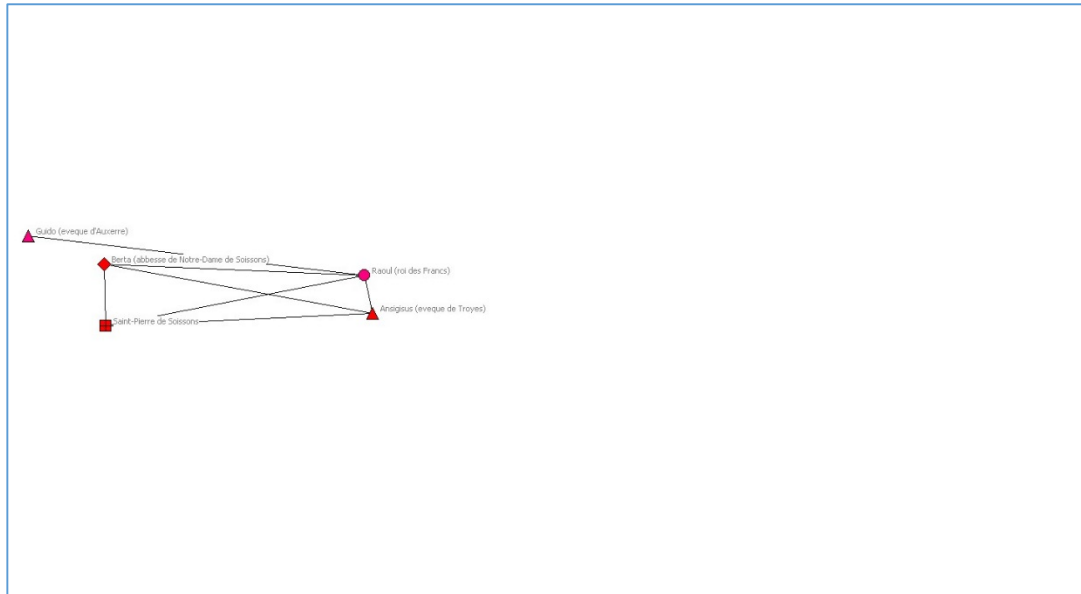 Guido (eveque d'Auxerre)
Berta (abbesse de Notre-Dame de Soissons)
Raoul (roi des Francs)
Ansigisus (eveque de Troyes)
Saint-Pierre de Soissons